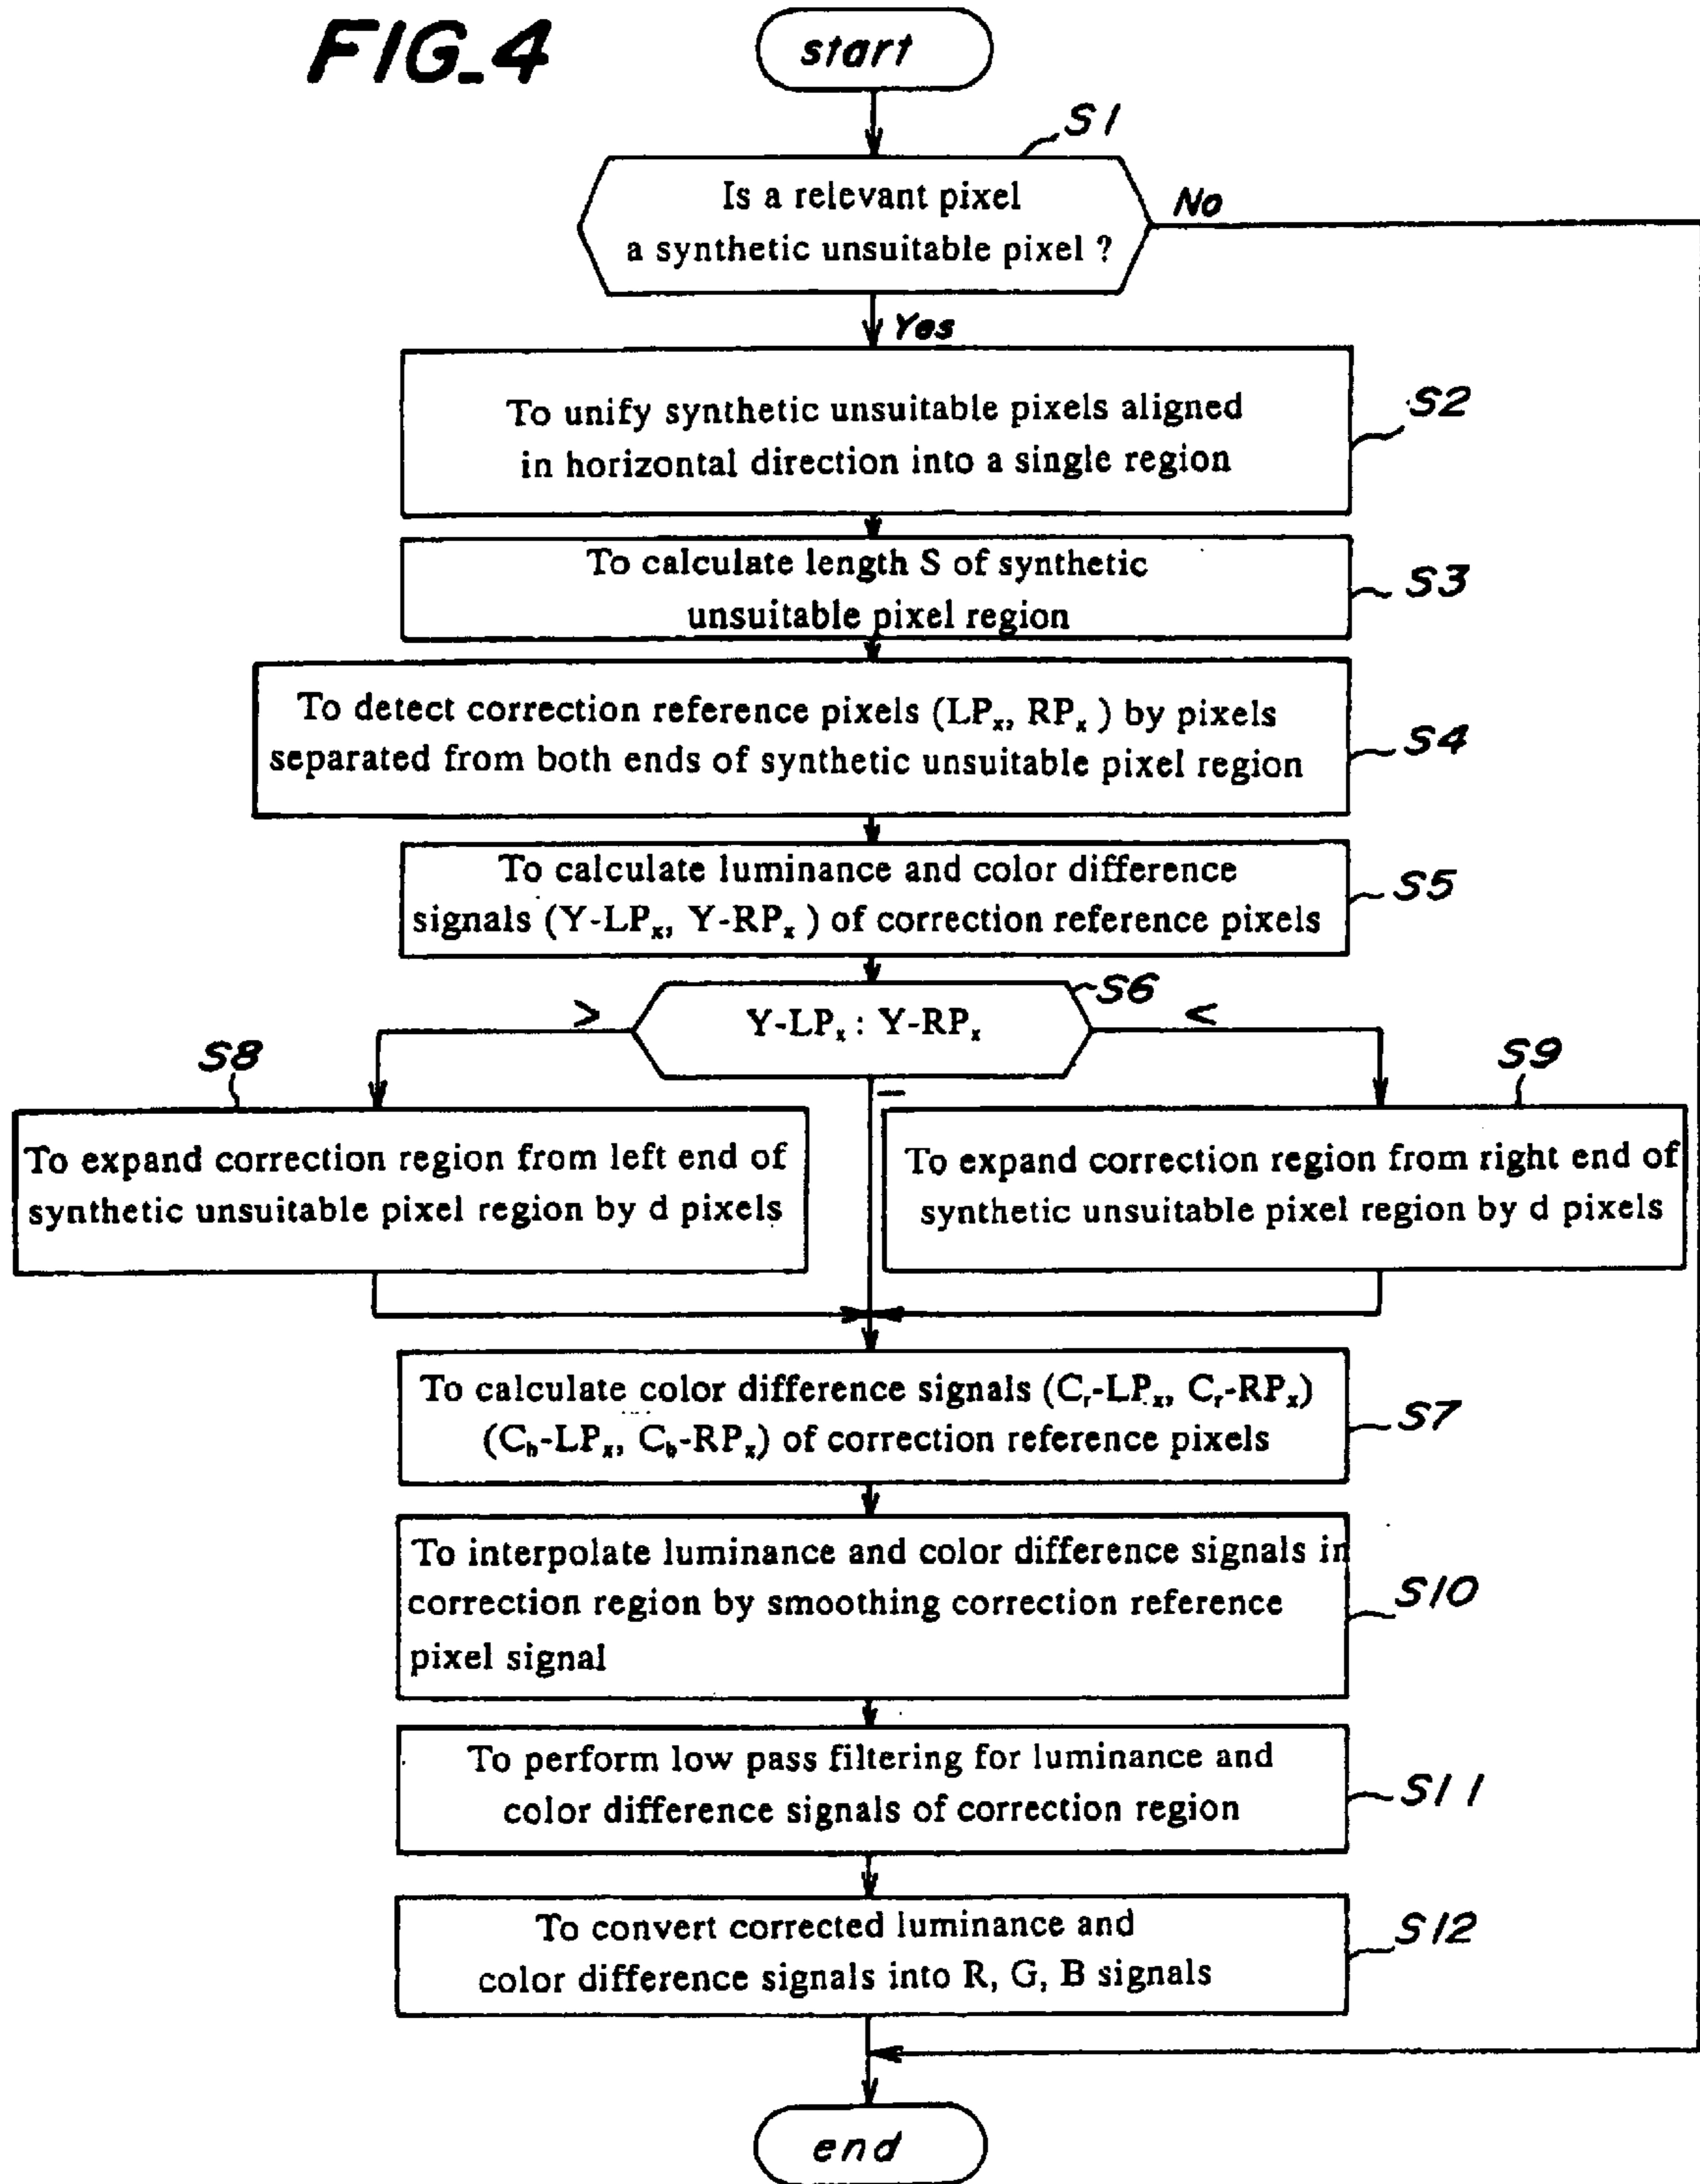 FIG_4
start
S1
Is a relevant pixel
a synthetic unsuitable pixel ?
No
Yes
S2
To unify synthetic unsuitable pixels aligned
in horizontal direction into a single region
S3
To calculate length S of synthetic
unsuitable pixel region
S4
To detect correction reference pixels (LPₓ, RPₓ ) by pixels
separated from both ends of synthetic unsuitable pixel region
S5
To calculate luminance and color difference
signals (Y-LPₓ, Y-RPₓ ) of correction reference pixels
S6
>
Y-LPₓ : Y-RPₓ
<
S8
S9
To expand correction region from left end of
synthetic unsuitable pixel region by d pixels
To expand correction region from right end of
synthetic unsuitable pixel region by d pixels
S7
To calculate color difference signals (Cᵣ-LPₓ, Cᵣ-RPₓ)
(C_b-LPₓ, C_b-RPₓ) of correction reference pixels
S10
To interpolate luminance and color difference signals in
correction region by smoothing correction reference
pixel signal
S11
To perform low pass filtering for luminance and
color difference signals of correction region
S12
To convert corrected luminance and
color difference signals into R, G, B signals
end